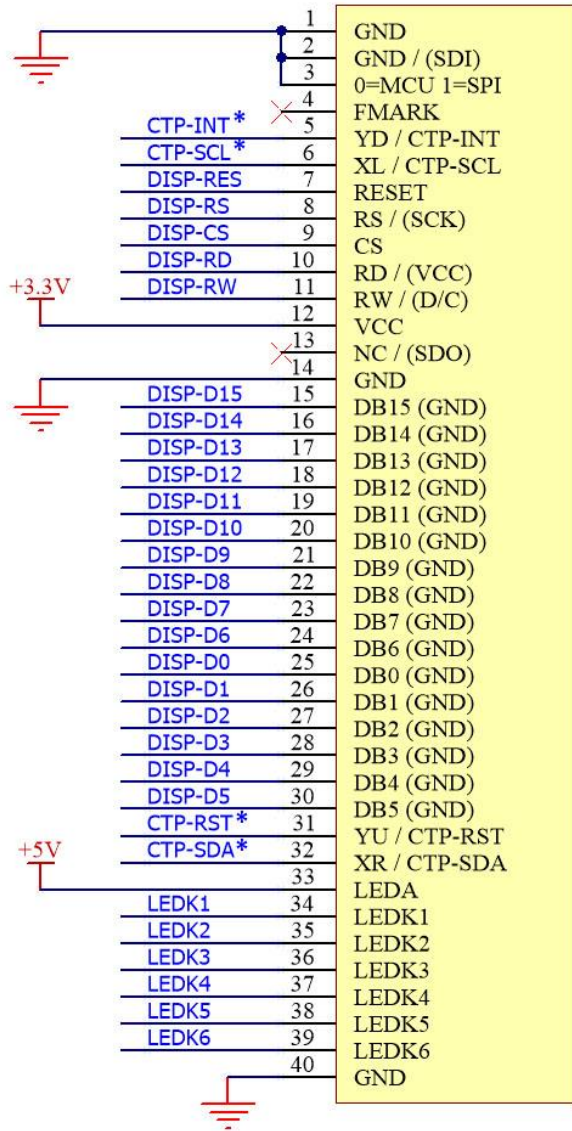 1 GND
2 GND / (SDI)
3 0=MCU 1=SPI
4 FMARK
CTP-INT* 5 YD / CTP-INT
CTP-SCL* 6 XL / CTP-SCL
DISP-RES 7 RESET
DISP-RS 8 RS / (SCK)
DISP-CS 9 CS
DISP-RD 10 RD / (VCC)
DISP-RW 11 RW / (D/C)
+3.3V 12 VCC
13 NC / (SDO)
14 GND
DISP-D15 15 DB15 (GND)
DISP-D14 16 DB14 (GND)
DISP-D13 17 DB13 (GND)
DISP-D12 18 DB12 (GND)
DISP-D11 19 DB11 (GND)
DISP-D10 20 DB10 (GND)
DISP-D9 21 DB9 (GND)
DISP-D8 22 DB8 (GND)
DISP-D7 23 DB7 (GND)
DISP-D6 24 DB6 (GND)
DISP-D0 25 DB0 (GND)
DISP-D1 26 DB1 (GND)
DISP-D2 27 DB2 (GND)
DISP-D3 28 DB3 (GND)
DISP-D4 29 DB4 (GND)
DISP-D5 30 DB5 (GND)
CTP-RST* 31 YU / CTP-RST
CTP-SDA* 32 XR / CTP-SDA
+5V 33 LEDA
LEDK1 34 LEDK1
LEDK2 35 LEDK2
LEDK3 36 LEDK3
LEDK4 37 LEDK4
LEDK5 38 LEDK5
LEDK6 39 LEDK6
40 GND